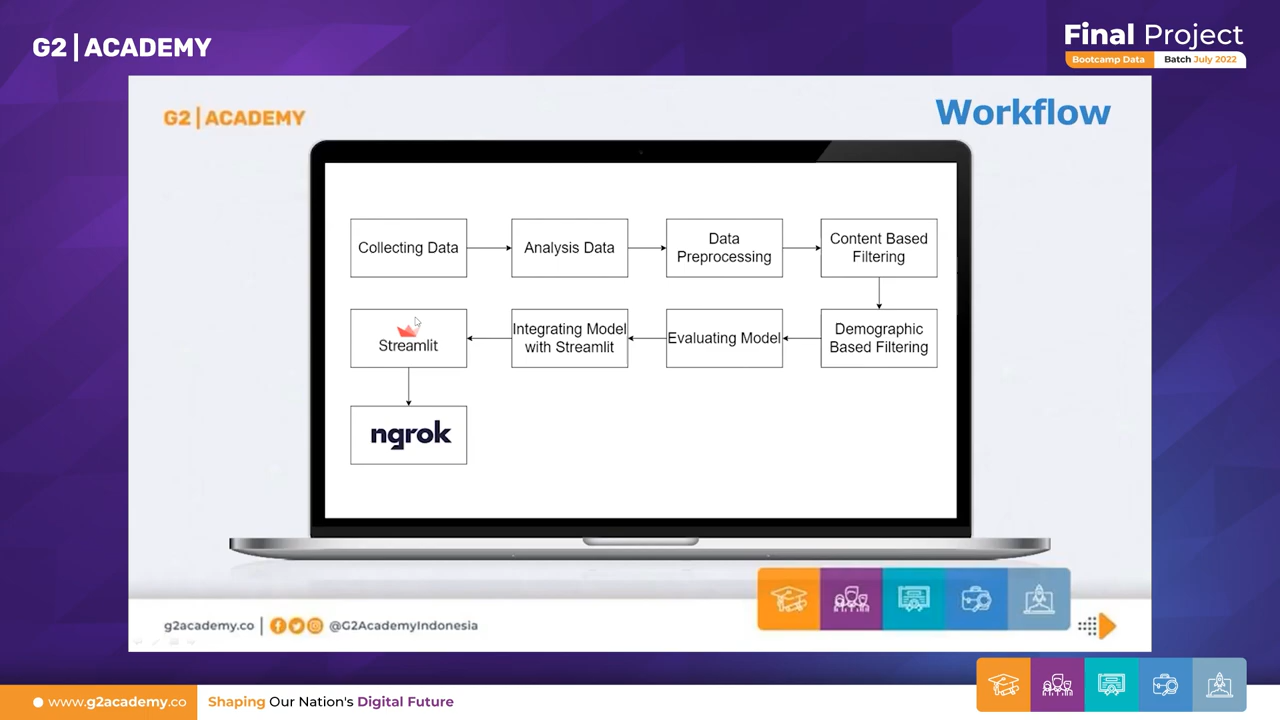 G2 | ACADEMY
Final Project
Bootcamp Data
Batch July 2022
G2 | ACADEMY
Workflow
Collecting Data
Analysis Data
Data
Preprocessing
Content Based
Filtering
Streamlit
Integrating Model
with Streamlit
Evaluating Model
Demographic
Based Filtering
ngrok
g2academy.co | @G2AcademyIndonesia
www.g2academy.co
Shaping Our Nation's Digital Future